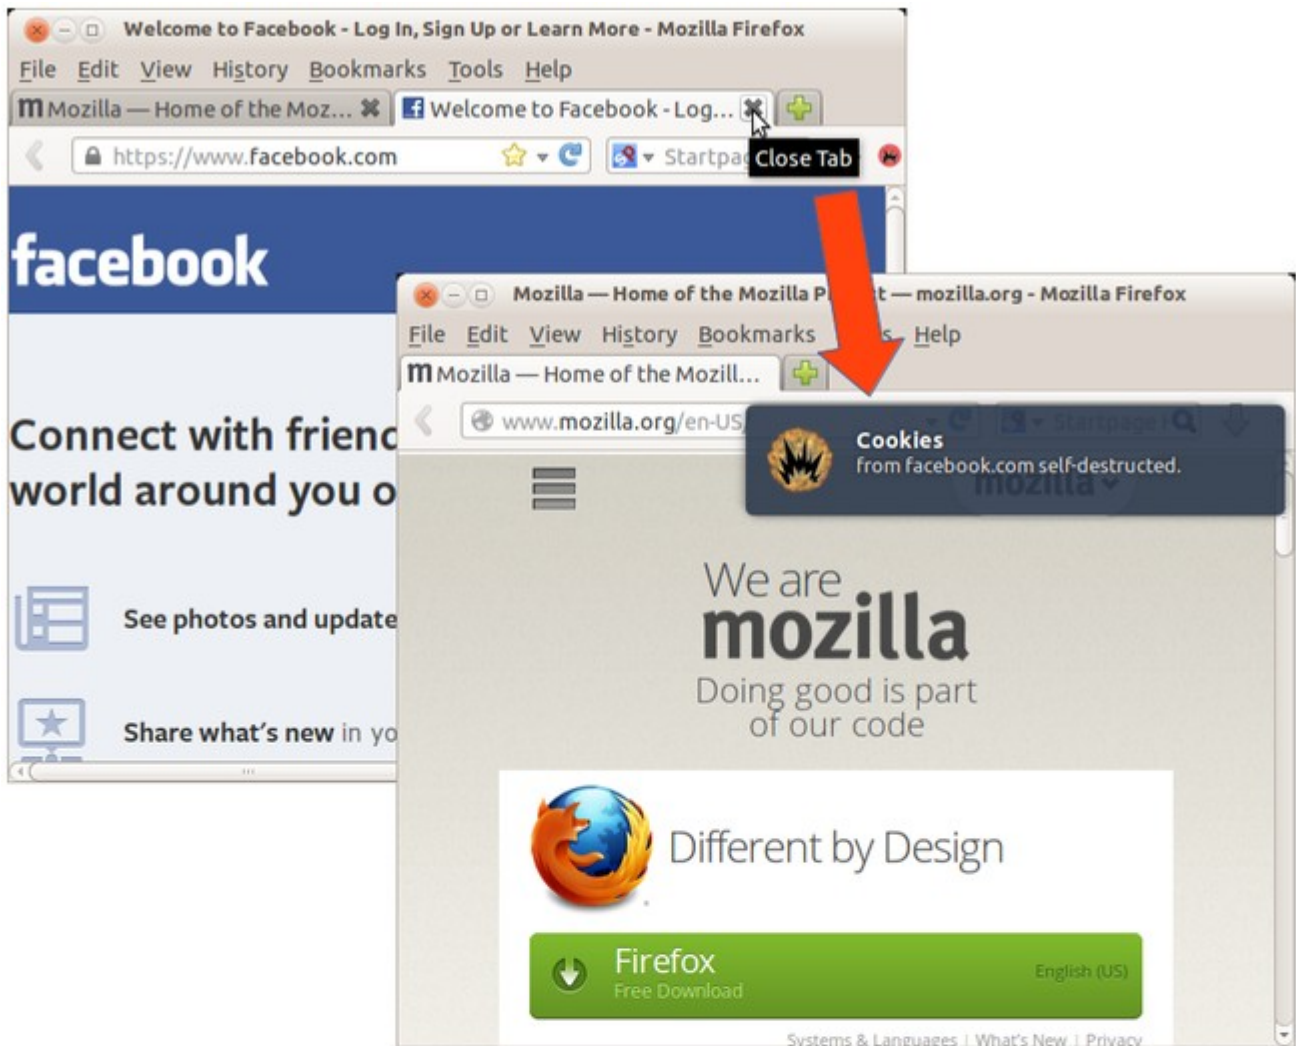 Welcome to Facebook - Log In, Sign Up or Learn More - Mozilla Firefox
File Edit View History Bookmarks Tools Help
m Mozilla — Home of the Moz... Welcome to Facebook - Log...
https://www.facebook.com Startpa
Close Tab
facebook
Connect with frien
world around you o
See photos and update
Share what's new in yo
Mozilla — Home of the Mozilla P t — mozilla.org - Mozilla Firefox
File Edit View History Bookmarks s Help
m Mozilla — Home of the Mozill...
www.mozilla.org/en-US/ Startpage
Cookies
from facebook.com self-destructed.
mozilla
We are
mozilla
Doing good is part
of our code
Different by Design
Firefox
Free Download
English (US)
Systems & Languages | What's New | Privacy